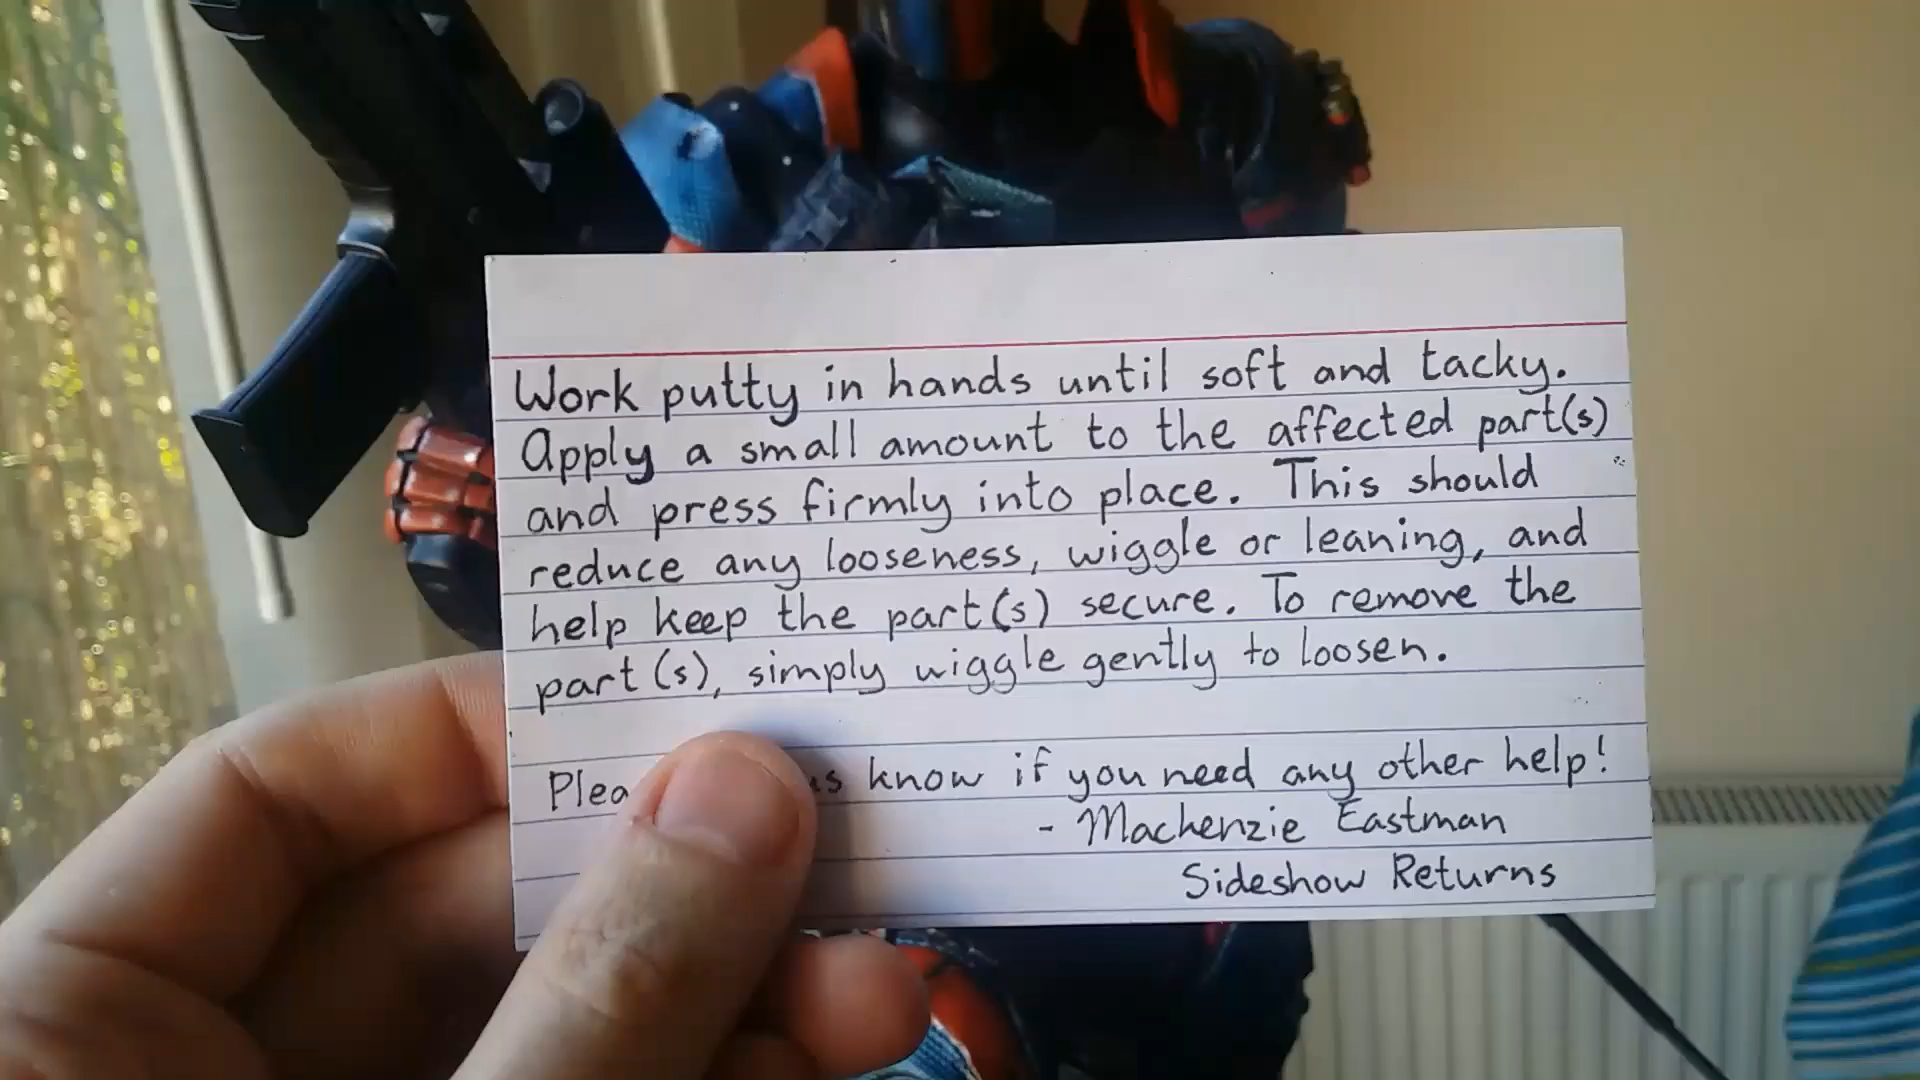 Work putty in hands until soft and tacky.
Apply a small amount to the affected part(s)
and press firmly into place. This should
reduce any looseness, wiggle or leaning, and
help keep the part(s) secure. To remove the
part(s), simply wiggle gently to loosen.
know if you need any other help!
- Mackenzie Eastman
Sideshow Returns